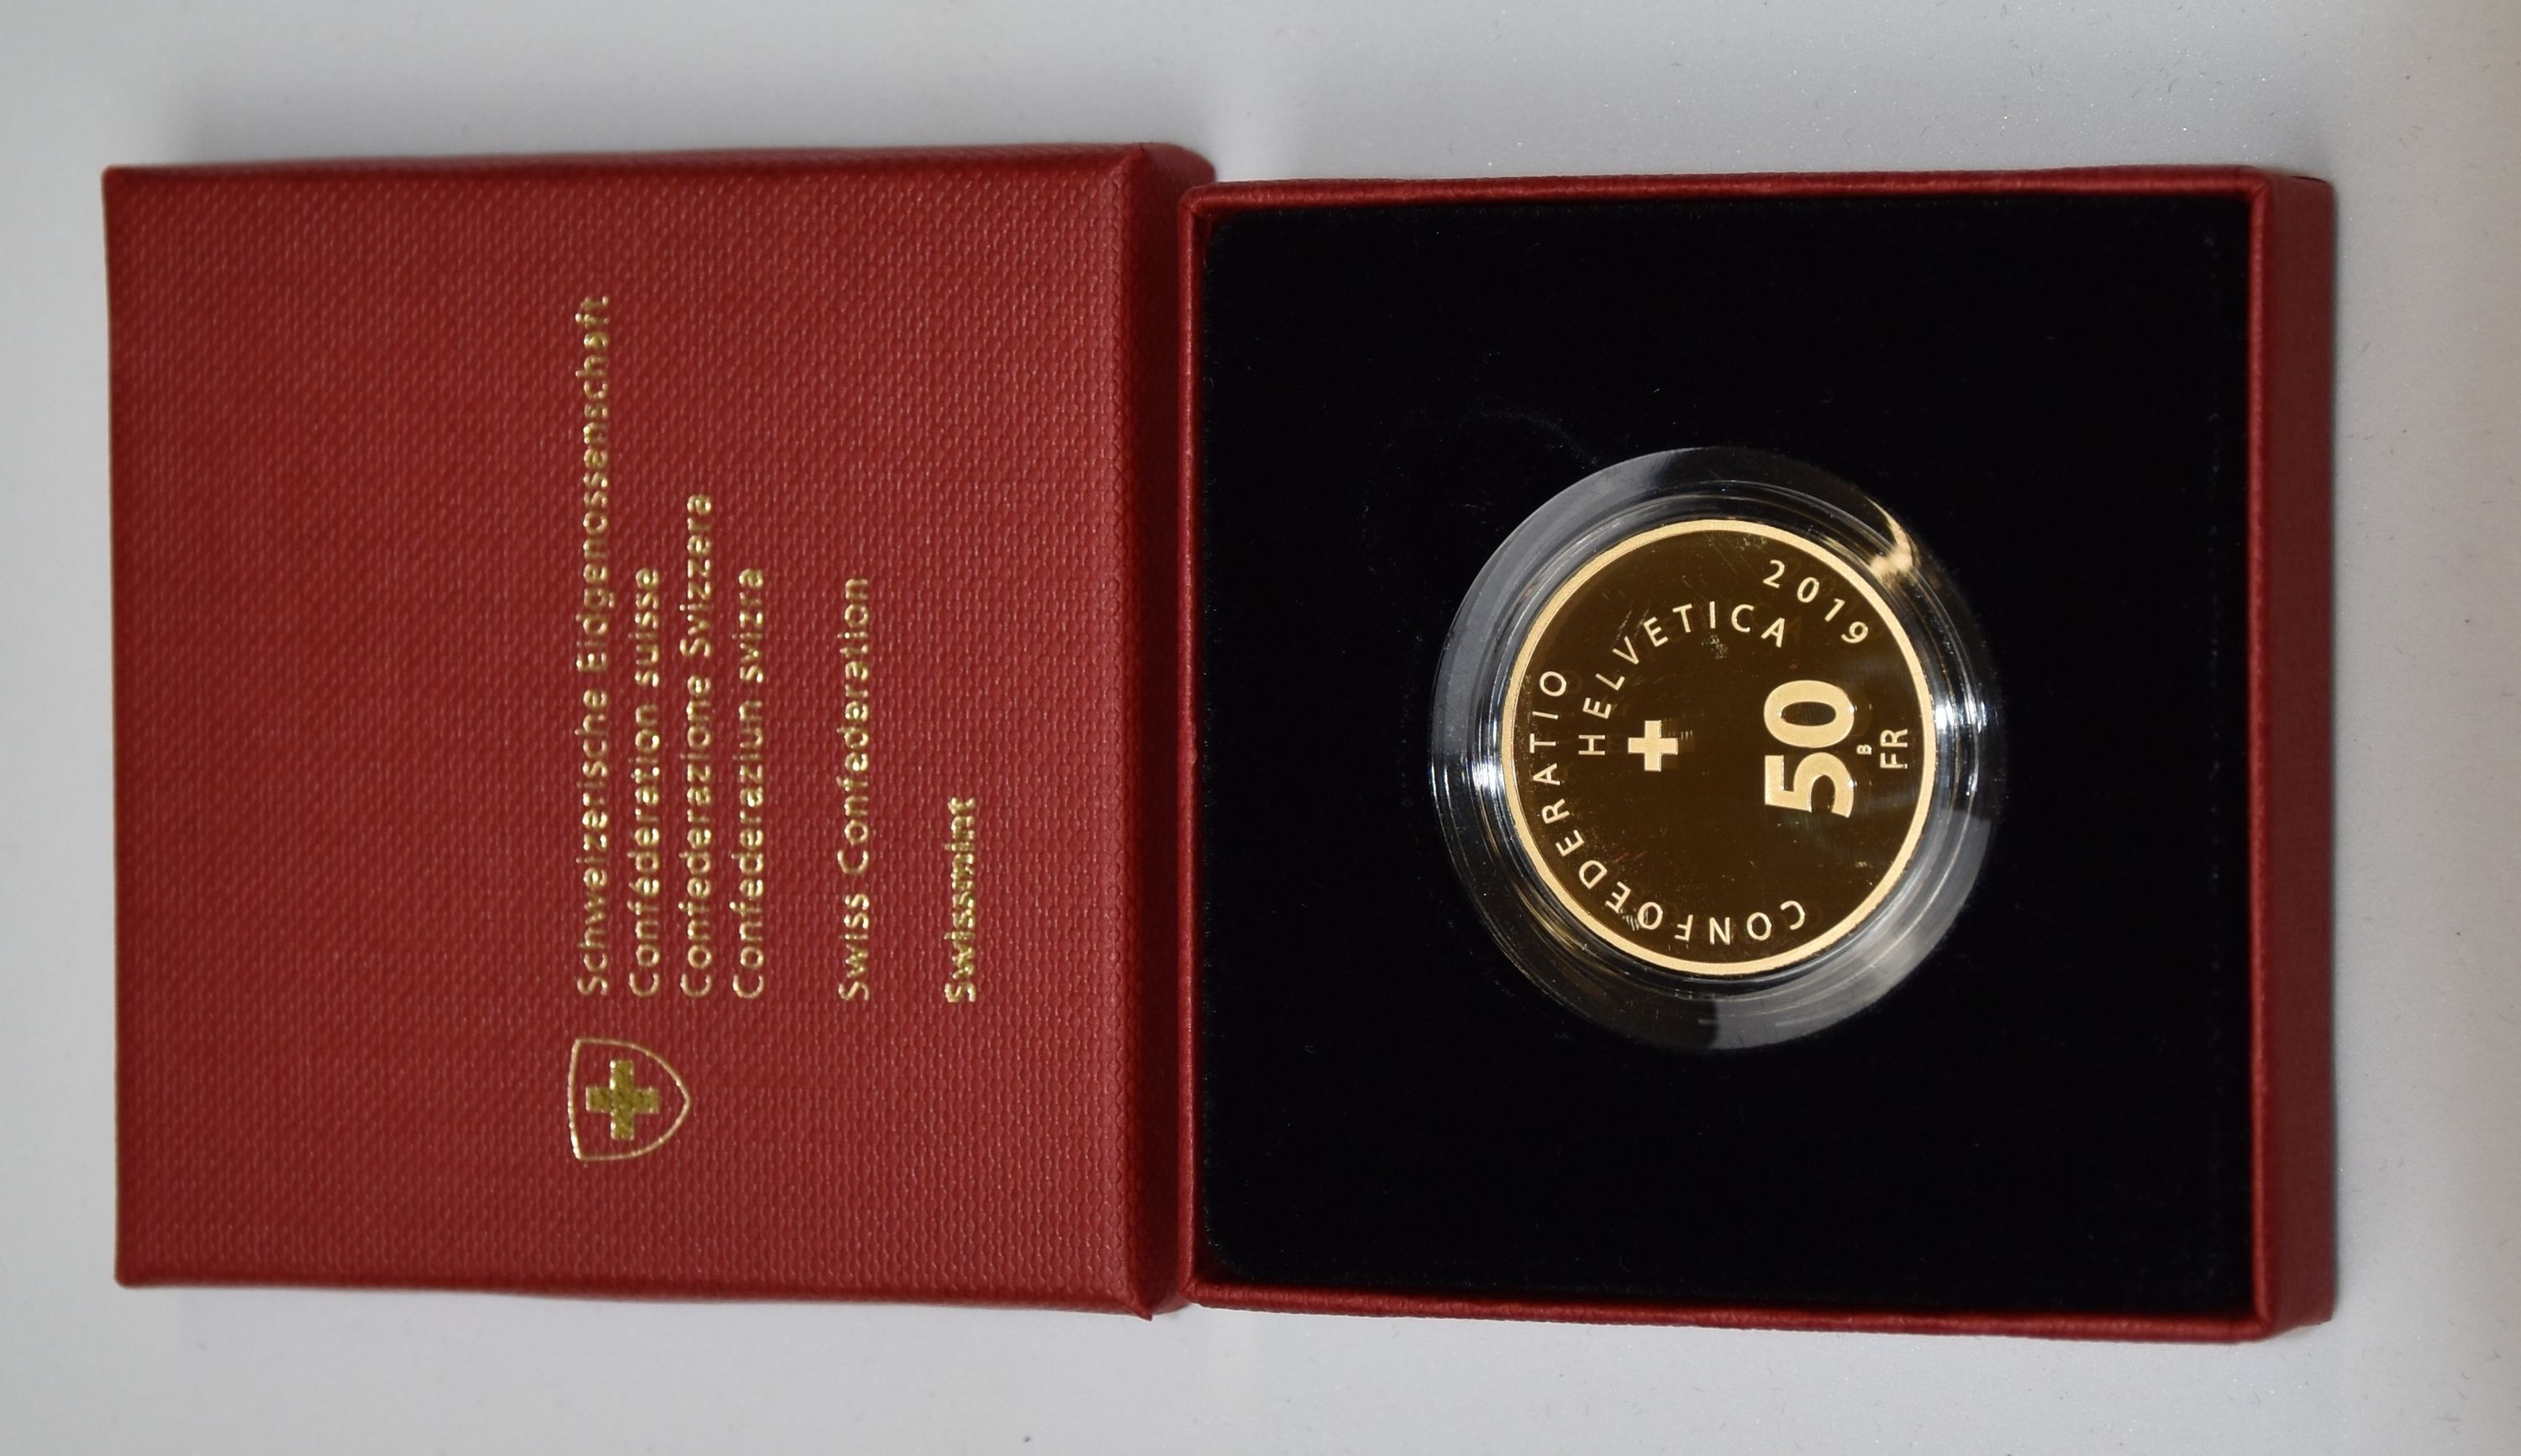 Schweizerische Eidgenossenschaft
Confédération suisse
Confederazione Svizzera
Confederaziun svizra
Swiss Confederation
Swissmint
CONFOEDERATIO
HELVETICA
2019
50
B
FR